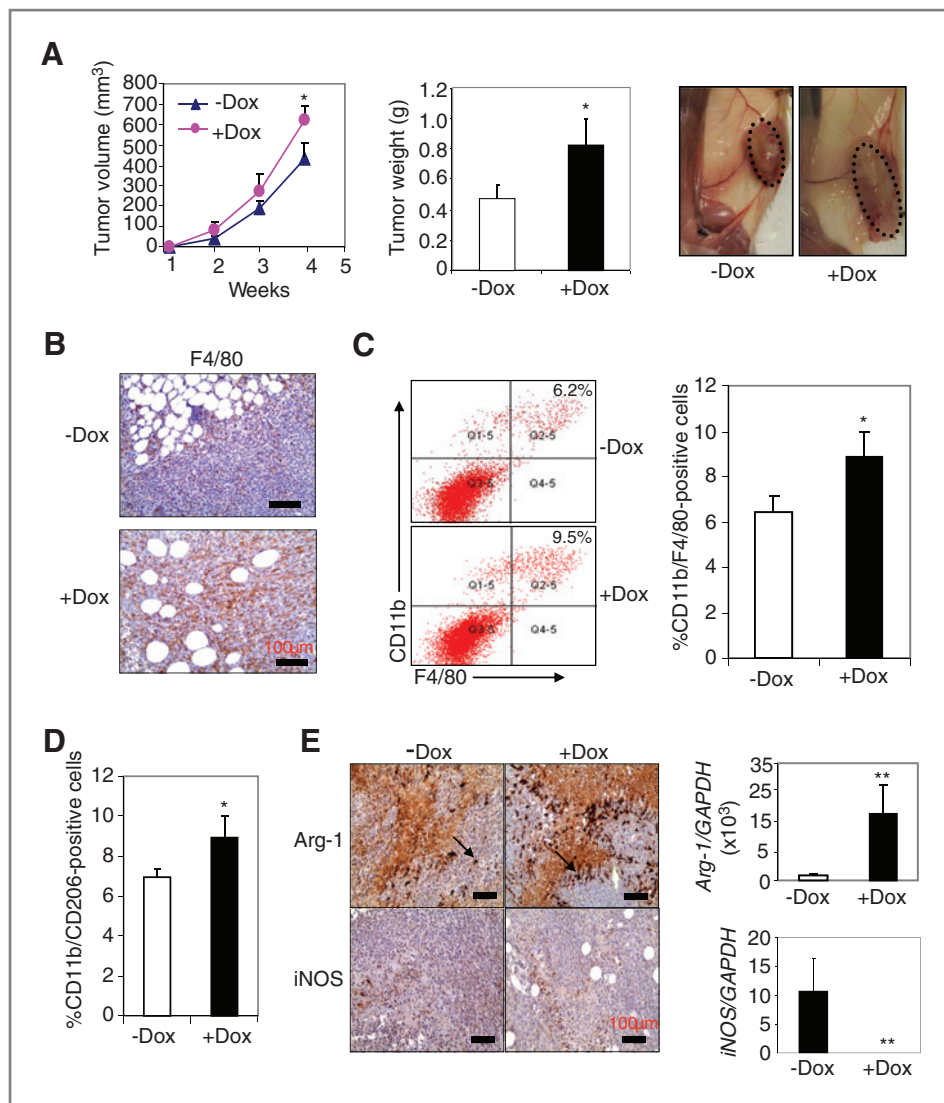 A
Tumor volume (mm³)
800
700
600
500
400
300
200
100
0
-Dox
+Dox
*
1 2 3 4 5
Weeks
Tumor weight (g)
1.2
1.0
0.8
0.6
0.4
0.2
0
*
-Dox +Dox
-Dox +Dox
B
F4/80
-Dox
+Dox
100µm
C
6.2%
Q1-5 Q2-5
Q3-5 Q4-5
-Dox
9.5%
Q1-5 Q2-5
Q3-5 Q4-5
+Dox
CD11b
F4/80
%CD11b/F4/80-positive cells
12
10
8
6
4
2
0
*
-Dox +Dox
D
%CD11b/CD206-positive cells
12
10
8
6
4
2
0
*
-Dox +Dox
E
-Dox +Dox
Arg-1
iNOS
100µm
Arg-1/GAPDH
(x10³)
35
25
15
5
0
**
-Dox +Dox
iNOS/GAPDH
20
15
10
5
0
**
-Dox +Dox